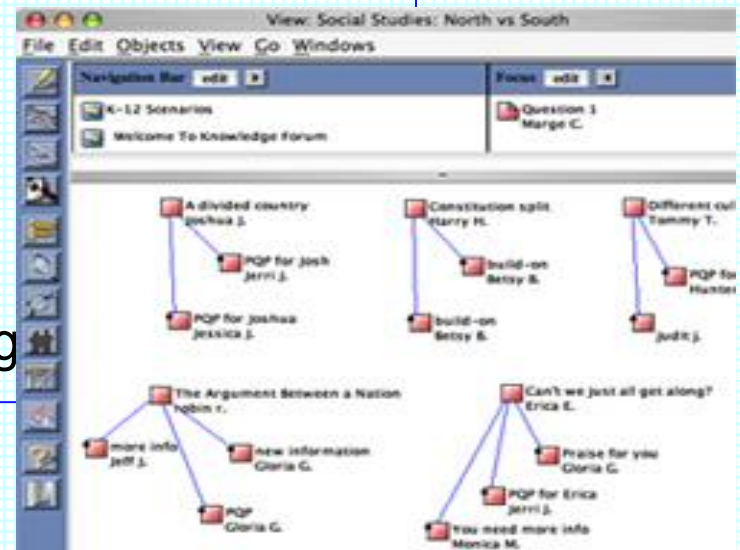 View: Social Studies: North vs South
File Edit Objects View Go Windows
Navigation Bar edit
Focus edit
K-12 Scenarios
Welcome To Knowledge Forum
Question 1
Marge C.
A divided country
Joshua J.
PQP for Josh
Jerri J.
PQP for Joshua
Jessica J.
Constitution split
Harry H.
build-on
Betsy B.
build-on
Betsy B.
Different cul
Tammy T.
PQP fo
Hunter
Judit J.
g
The Argument Between a Nation
robin r.
more info
Jeff J.
new information
Gloria G.
PQP
Gloria G.
Can't we just all get along?
Erica E.
Praise for you
Gloria G.
PQP for Erica
Jerri J.
You need more info
Monica M.